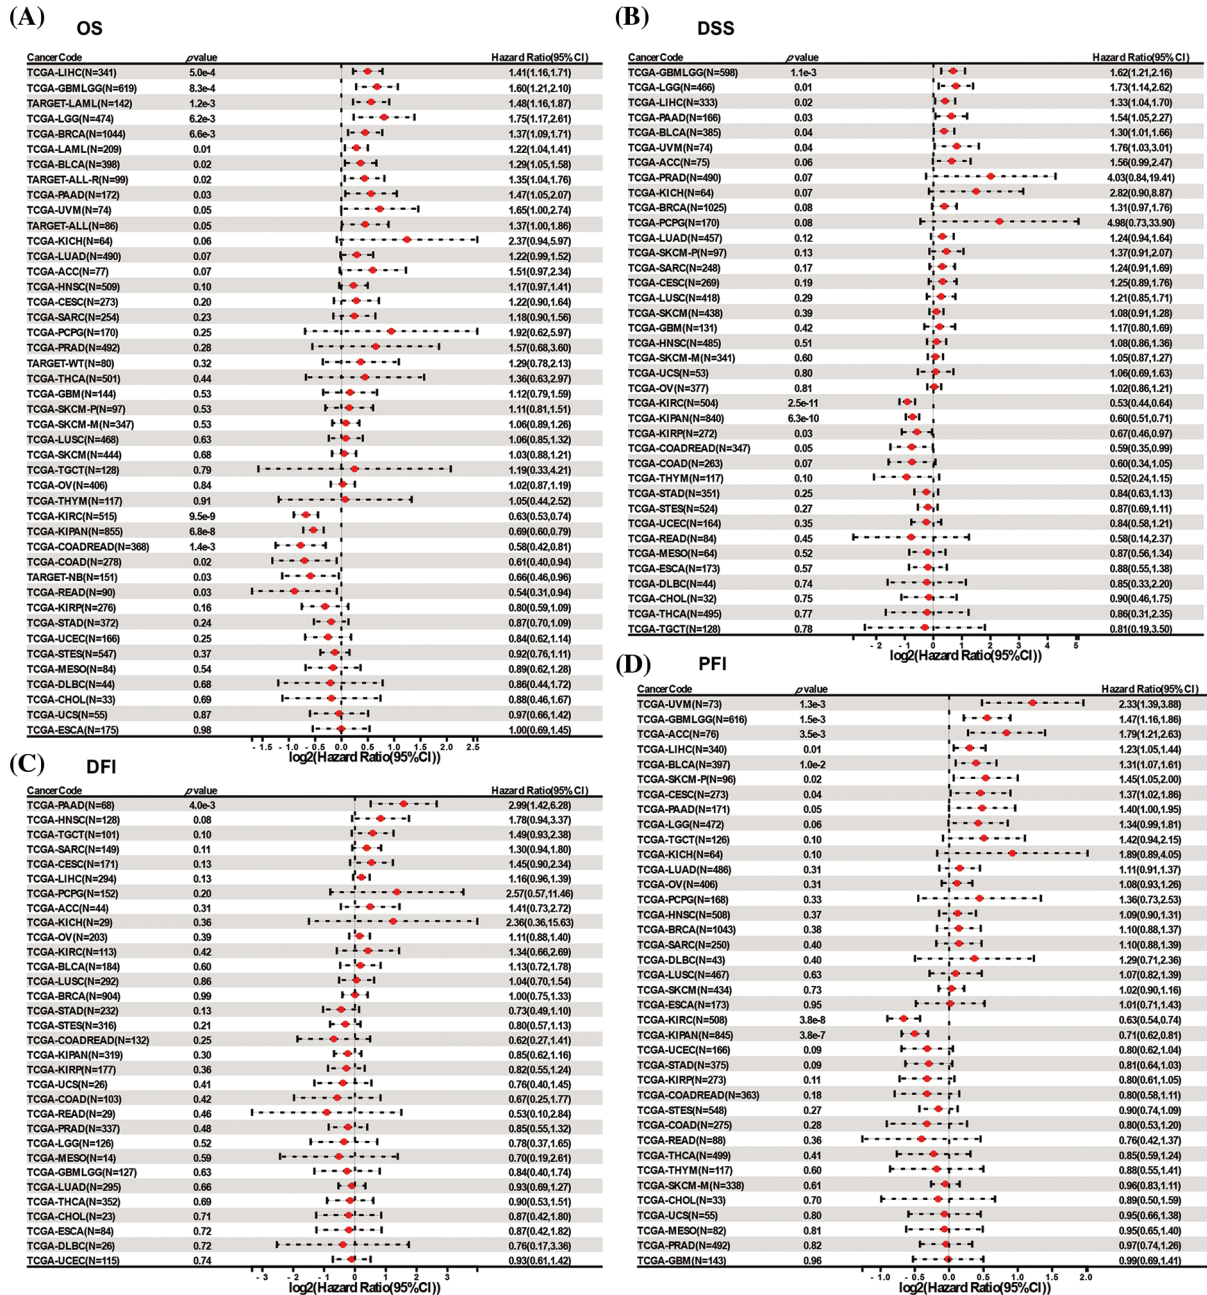 (A) OS
CancerCode p value Hazard Ratio(95%CI)
TCGA-LIHC(N=341) 5.0e-4 1.41(1.16,1.71)
TCGA-GBMLGG(N=619) 8.3e-4 1.60(1.21,2.10)
TARGET-LAML(N=142) 1.2e-3 1.48(1.16,1.87)
TCGA-LGG(N=474) 6.2e-3 1.75(1.17,2.61)
TCGA-BRCA(N=1044) 6.6e-3 1.37(1.09,1.71)
TCGA-LAML(N=209) 0.01 1.22(1.04,1.41)
TCGA-BLCA(N=398) 0.02 1.29(1.05,1.58)
TARGET-ALL-R(N=99) 0.02 1.35(1.04,1.76)
TCGA-PAAD(N=172) 0.03 1.47(1.05,2.07)
TCGA-UVM(N=74) 0.05 1.65(1.00,2.74)
TARGET-ALL(N=86) 0.05 1.37(1.00,1.86)
TCGA-KICH(N=64) 0.06 2.37(0.94,5.97)
TCGA-LUAD(N=490) 0.07 1.22(0.99,1.52)
TCGA-ACC(N=77) 0.07 1.51(0.97,2.34)
TCGA-HNSC(N=509) 0.10 1.17(0.97,1.41)
TCGA-CESC(N=273) 0.20 1.22(0.90,1.64)
TCGA-SARC(N=254) 0.23 1.18(0.90,1.56)
TCGA-PCPG(N=170) 0.25 1.92(0.62,5.97)
TCGA-PRAD(N=492) 0.28 1.57(0.68,3.60)
TARGET-WT(N=80) 0.32 1.29(0.78,2.13)
TCGA-THCA(N=501) 0.44 1.36(0.63,2.97)
TCGA-GBM(N=144) 0.53 1.12(0.79,1.59)
TCGA-SKCM-P(N=97) 0.53 1.11(0.81,1.51)
TCGA-SKCM-M(N=347) 0.53 1.06(0.89,1.26)
TCGA-LUSC(N=468) 0.63 1.06(0.85,1.32)
TCGA-SKCM(N=444) 0.68 1.03(0.88,1.21)
TCGA-TGCT(N=128) 0.79 1.19(0.33,4.21)
TCGA-OV(N=406) 0.84 1.02(0.87,1.19)
TCGA-THYM(N=117) 0.91 1.05(0.44,2.52)
TCGA-KIRC(N=515) 9.5e-9 0.63(0.53,0.74)
TCGA-KIPAN(N=855) 6.8e-8 0.69(0.60,0.79)
TCGA-COADREAD(N=368) 1.4e-3 0.58(0.42,0.81)
TCGA-COAD(N=278) 0.02 0.61(0.40,0.94)
TARGET-NB(N=151) 0.03 0.66(0.46,0.96)
TCGA-READ(N=90) 0.03 0.54(0.31,0.94)
TCGA-KIRP(N=276) 0.16 0.80(0.59,1.09)
TCGA-STAD(N=372) 0.24 0.87(0.70,1.09)
TCGA-UCEC(N=166) 0.25 0.84(0.62,1.14)
TCGA-STES(N=547) 0.37 0.92(0.76,1.11)
TCGA-MESO(N=84) 0.54 0.89(0.62,1.28)
TCGA-DLBC(N=44) 0.68 0.86(0.44,1.72)
TCGA-CHOL(N=33) 0.69 0.88(0.46,1.67)
TCGA-UCS(N=55) 0.87 0.97(0.66,1.42)
TCGA-ESCA(N=175) 0.98 1.00(0.69,1.45)
-1.5 -1.0 -0.5 0.0 0.5 1.0 1.5 2.0 2.5
log2(Hazard Ratio(95%CI))
(B) DSS
CancerCode p value Hazard Ratio(95%CI)
TCGA-GBMLGG(N=598) 1.1e-3 1.62(1.21,2.16)
TCGA-LGG(N=466) 0.01 1.73(1.14,2.62)
TCGA-LIHC(N=333) 0.02 1.33(1.04,1.70)
TCGA-PAAD(N=166) 0.03 1.54(1.05,2.27)
TCGA-BLCA(N=385) 0.04 1.30(1.01,1.66)
TCGA-UVM(N=74) 0.04 1.76(1.03,3.01)
TCGA-ACC(N=75) 0.06 1.56(0.99,2.47)
TCGA-PRAD(N=490) 0.07 4.03(0.84,19.41)
TCGA-KICH(N=64) 0.07 2.82(0.90,8.87)
TCGA-BRCA(N=1025) 0.08 1.31(0.97,1.76)
TCGA-PCPG(N=170) 0.08 4.98(0.73,33.90)
TCGA-LUAD(N=457) 0.12 1.24(0.94,1.64)
TCGA-SKCM-P(N=97) 0.13 1.37(0.91,2.07)
TCGA-SARC(N=248) 0.17 1.24(0.91,1.69)
TCGA-CESC(N=269) 0.19 1.25(0.89,1.76)
TCGA-LUSC(N=418) 0.29 1.21(0.85,1.71)
TCGA-SKCM(N=438) 0.39 1.08(0.91,1.28)
TCGA-GBM(N=131) 0.42 1.17(0.80,1.69)
TCGA-HNSC(N=485) 0.51 1.08(0.86,1.36)
TCGA-SKCM-M(N=341) 0.60 1.05(0.87,1.27)
TCGA-UCS(N=53) 0.80 1.06(0.69,1.63)
TCGA-OV(N=377) 0.81 1.02(0.86,1.21)
TCGA-KIRC(N=504) 2.5e-11 0.53(0.44,0.64)
TCGA-KIPAN(N=840) 6.3e-10 0.60(0.51,0.71)
TCGA-KIRP(N=272) 0.03 0.67(0.46,0.97)
TCGA-COADREAD(N=347) 0.05 0.59(0.35,0.99)
TCGA-COAD(N=263) 0.07 0.60(0.34,1.05)
TCGA-THYM(N=117) 0.10 0.52(0.24,1.15)
TCGA-STAD(N=351) 0.25 0.84(0.63,1.13)
TCGA-STES(N=524) 0.27 0.87(0.69,1.11)
TCGA-UCEC(N=164) 0.35 0.84(0.58,1.21)
TCGA-READ(N=84) 0.45 0.58(0.14,2.37)
TCGA-MESO(N=64) 0.52 0.87(0.56,1.34)
TCGA-ESCA(N=173) 0.57 0.88(0.55,1.38)
TCGA-DLBC(N=44) 0.74 0.85(0.33,2.20)
TCGA-CHOL(N=32) 0.75 0.90(0.46,1.75)
TCGA-THCA(N=495) 0.77 0.86(0.31,2.35)
TCGA-TGCT(N=128) 0.78 0.81(0.19,3.50)
-2 -1 0 1 2 3 4 5
log2(Hazard Ratio(95%CI))
(C) DFI
CancerCode p value Hazard Ratio(95%CI)
TCGA-PAAD(N=68) 4.0e-3 2.99(1.42,6.28)
TCGA-HNSC(N=128) 0.08 1.78(0.94,3.37)
TCGA-TGCT(N=101) 0.10 1.49(0.93,2.38)
TCGA-SARC(N=149) 0.11 1.30(0.94,1.80)
TCGA-CESC(N=171) 0.13 1.45(0.90,2.34)
TCGA-LIHC(N=294) 0.13 1.16(0.96,1.39)
TCGA-PCPG(N=152) 0.20 2.57(0.57,11.46)
TCGA-ACC(N=44) 0.31 1.41(0.73,2.72)
TCGA-KICH(N=29) 0.36 2.36(0.36,15.63)
TCGA-OV(N=203) 0.39 1.11(0.88,1.40)
TCGA-KIRC(N=113) 0.42 1.34(0.66,2.69)
TCGA-BLCA(N=184) 0.60 1.13(0.72,1.78)
TCGA-LUSC(N=292) 0.86 1.04(0.70,1.54)
TCGA-BRCA(N=904) 0.99 1.00(0.75,1.33)
TCGA-STAD(N=232) 0.13 0.73(0.49,1.10)
TCGA-STES(N=316) 0.21 0.80(0.57,1.13)
TCGA-COADREAD(N=132) 0.25 0.62(0.27,1.41)
TCGA-KIPAN(N=319) 0.30 0.85(0.62,1.16)
TCGA-KIRP(N=177) 0.36 0.82(0.55,1.24)
TCGA-UCS(N=26) 0.41 0.76(0.40,1.45)
TCGA-COAD(N=103) 0.42 0.67(0.25,1.77)
TCGA-READ(N=29) 0.46 0.53(0.10,2.84)
TCGA-PRAD(N=337) 0.48 0.85(0.55,1.32)
TCGA-LGG(N=126) 0.52 0.78(0.37,1.65)
TCGA-MESO(N=14) 0.59 0.70(0.19,2.61)
TCGA-GBMLGG(N=127) 0.63 0.84(0.40,1.74)
TCGA-LUAD(N=295) 0.66 0.93(0.69,1.27)
TCGA-THCA(N=352) 0.69 0.90(0.53,1.51)
TCGA-CHOL(N=23) 0.71 0.87(0.42,1.80)
TCGA-ESCA(N=84) 0.72 0.87(0.42,1.82)
TCGA-DLBC(N=26) 0.72 0.76(0.17,3.36)
TCGA-UCEC(N=115) 0.74 0.93(0.61,1.42)
-3 -2 -1 0 1 2 3
log2(Hazard Ratio(95%CI))
(D) PFI
CancerCode p value Hazard Ratio(95%CI)
TCGA-UVM(N=73) 1.3e-3 2.33(1.39,3.88)
TCGA-GBMLGG(N=616) 1.5e-3 1.47(1.16,1.86)
TCGA-ACC(N=76) 3.5e-3 1.79(1.21,2.63)
TCGA-LIHC(N=340) 0.01 1.23(1.05,1.44)
TCGA-BLCA(N=397) 1.0e-2 1.31(1.07,1.61)
TCGA-SKCM-P(N=96) 0.02 1.45(1.05,2.00)
TCGA-CESC(N=273) 0.04 1.37(1.02,1.86)
TCGA-PAAD(N=171) 0.05 1.40(1.00,1.95)
TCGA-LGG(N=472) 0.06 1.34(0.99,1.81)
TCGA-TGCT(N=126) 0.10 1.42(0.94,2.15)
TCGA-KICH(N=64) 0.10 1.89(0.89,4.05)
TCGA-LUAD(N=486) 0.31 1.11(0.91,1.37)
TCGA-OV(N=406) 0.31 1.08(0.93,1.26)
TCGA-PCPG(N=168) 0.33 1.36(0.73,2.53)
TCGA-HNSC(N=508) 0.37 1.09(0.90,1.31)
TCGA-BRCA(N=1043) 0.38 1.10(0.88,1.37)
TCGA-SARC(N=250) 0.40 1.10(0.88,1.39)
TCGA-DLBC(N=43) 0.40 1.29(0.71,2.36)
TCGA-LUSC(N=467) 0.63 1.07(0.82,1.39)
TCGA-SKCM(N=434) 0.73 1.02(0.90,1.16)
TCGA-ESCA(N=173) 0.95 1.01(0.71,1.43)
TCGA-KIRC(N=508) 3.8e-8 0.63(0.54,0.74)
TCGA-KIPAN(N=845) 3.8e-7 0.71(0.62,0.81)
TCGA-UCEC(N=166) 0.09 0.80(0.62,1.04)
TCGA-STAD(N=375) 0.09 0.81(0.64,1.03)
TCGA-KIRP(N=273) 0.11 0.80(0.61,1.05)
TCGA-COADREAD(N=363) 0.18 0.80(0.58,1.11)
TCGA-STES(N=548) 0.27 0.90(0.74,1.09)
TCGA-COAD(N=275) 0.28 0.80(0.53,1.20)
TCGA-READ(N=88) 0.36 0.76(0.42,1.37)
TCGA-THCA(N=499) 0.41 0.85(0.59,1.24)
TCGA-THYM(N=117) 0.60 0.88(0.55,1.41)
TCGA-SKCM-M(N=338) 0.61 0.96(0.83,1.11)
TCGA-CHOL(N=33) 0.70 0.89(0.50,1.59)
TCGA-UCS(N=55) 0.80 0.95(0.66,1.38)
TCGA-MESO(N=82) 0.81 0.95(0.65,1.40)
TCGA-PRAD(N=492) 0.82 0.97(0.74,1.26)
TCGA-GBM(N=143) 0.96 0.99(0.69,1.41)
-1.0 -0.5 0.0 0.5 1.0 1.5 2.0
log2(Hazard Ratio(95%CI))